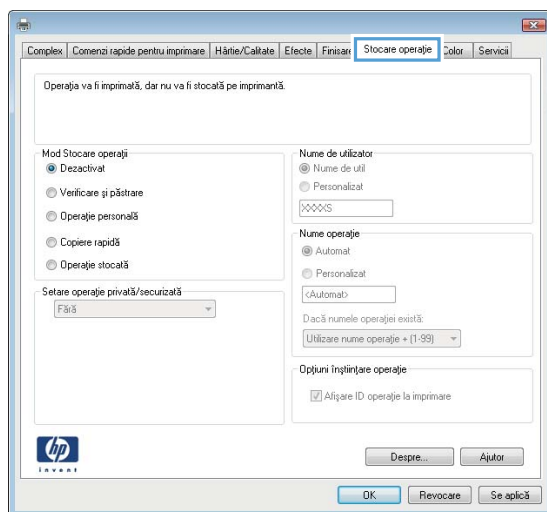 Complex Comenzi rapide pentru imprimare Hârtie/Calitate Efecte Finisare Stocare operaţie Color Servicii
Operaţia va fi imprimată, dar nu va fi stocată pe imprimantă.
Mod Stocare operaţii
Dezactivat
Verificare şi păstrare
Operaţie personală
Copiere rapidă
Operaţie stocată
Setare operaţie privată/securizată
Fără
Nume de utilizator
Nume de util
Personalizat
XXXXS
Nume operaţie
Automat
Personalizat
<Automat>
Dacă numele operaţiei există:
Utilizare nume operaţie + (1-99)
Opţiuni înştiinţare operaţie
Afişare ID operaţie la imprimare
hp
invent
Despre... Ajutor
OK Revocare Se aplică